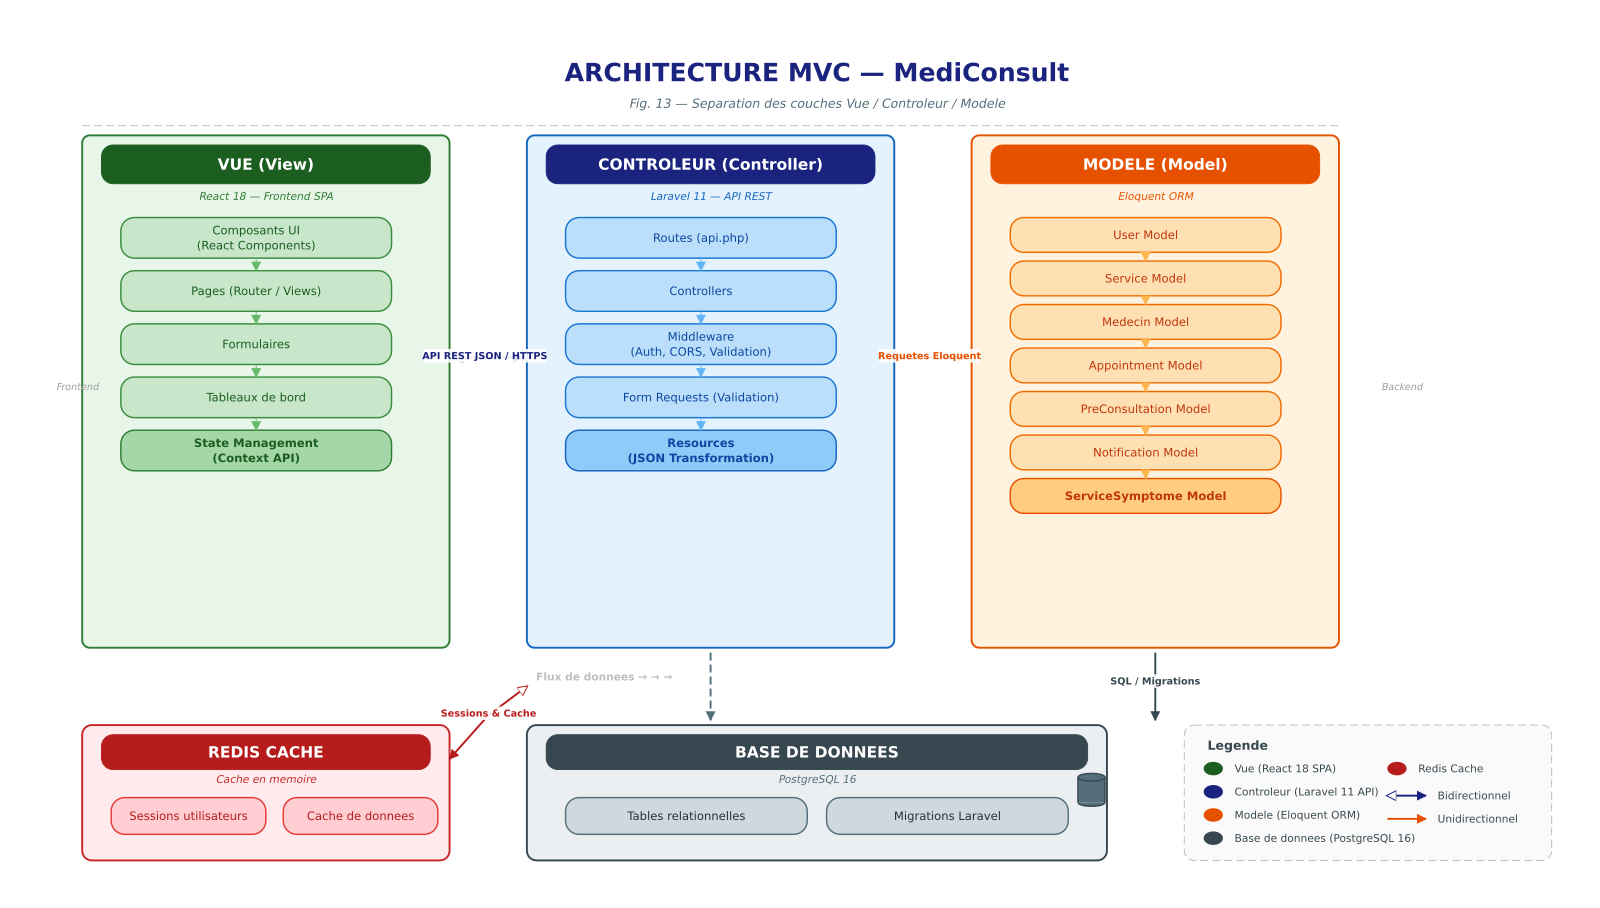 ARCHITECTURE MVC — MediConsult
Fig. 13 — Separation des couches Vue / Controleur / Modele
VUE (View)
React 18 — Frontend SPA
Composants UI
(React Components)
Pages (Router / Views)
Formulaires
Tableaux de bord
State Management
(Context API)
Frontend
API REST JSON / HTTPS
CONTROLEUR (Controller)
Laravel 11 — API REST
Routes (api.php)
Controllers
Middleware
(Auth, CORS, Validation)
Form Requests (Validation)
Resources
(JSON Transformation)
Requetes Eloquent
MODELE (Model)
Eloquent ORM
User Model
Service Model
Medecin Model
Appointment Model
PreConsultation Model
Notification Model
ServiceSymptome Model
Backend
Flux de donnees → → →
Sessions & Cache
SQL / Migrations
REDIS CACHE
Cache en memoire
Sessions utilisateurs
Cache de donnees
BASE DE DONNEES
PostgreSQL 16
Tables relationnelles
Migrations Laravel
Legende
Vue (React 18 SPA)
Controleur (Laravel 11 API)
Modele (Eloquent ORM)
Base de donnees (PostgreSQL 16)
Redis Cache
Bidirectionnel
Unidirectionnel